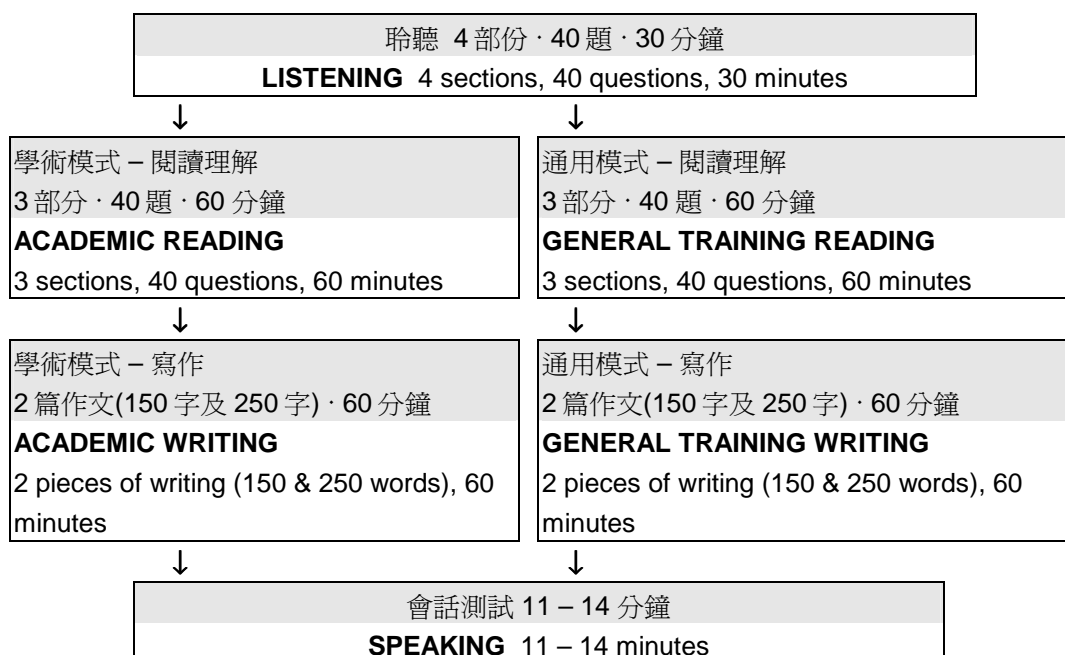 聆聽 4 部份，40 題，30 分鐘
LISTENING 4 sections, 40 questions, 30 minutes
↓ ↓
學術模式 – 閱讀理解
3 部分，40 題，60 分鐘
ACADEMIC READING
3 sections, 40 questions, 60 minutes
通用模式 – 閱讀理解
3 部分，40 題，60 分鐘
GENERAL TRAINING READING
3 sections, 40 questions, 60 minutes
↓ ↓
學術模式 – 寫作
2 篇作文(150 字及 250 字)，60 分鐘
ACADEMIC WRITING
2 pieces of writing (150 & 250 words), 60
minutes
通用模式 – 寫作
2 篇作文(150 字及 250 字)，60 分鐘
GENERAL TRAINING WRITING
2 pieces of writing (150 & 250 words), 60
minutes
↓ ↓
會話測試 11 – 14 分鐘
SPEAKING 11 – 14 minutes